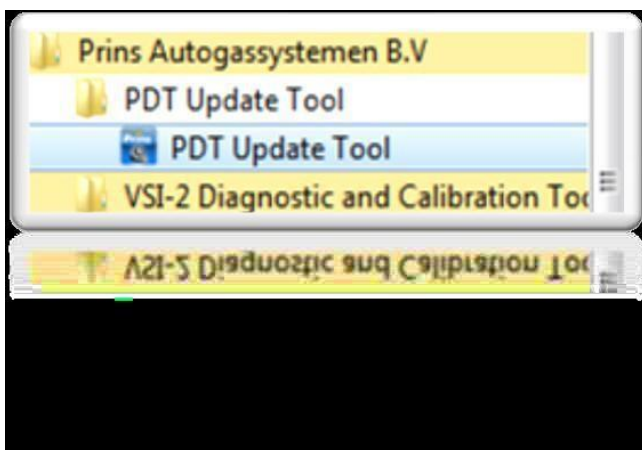 Prins Autogassystemen B.V
PDT Update Tool
PDT Update Tool
VSI-2 Diagnostic and Calibration Too